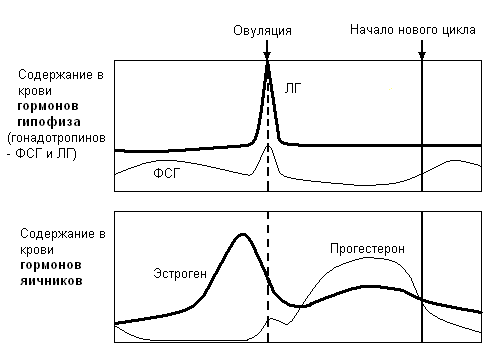 Овуляция
Начало нового цикла
Содержание в
крови
гормонов
гипофиза
(гонадотропинов
- ФСГ и ЛГ)
ЛГ
ФСГ
Содержание в
крови
гормонов
яичников
Эстроген
Прогестерон